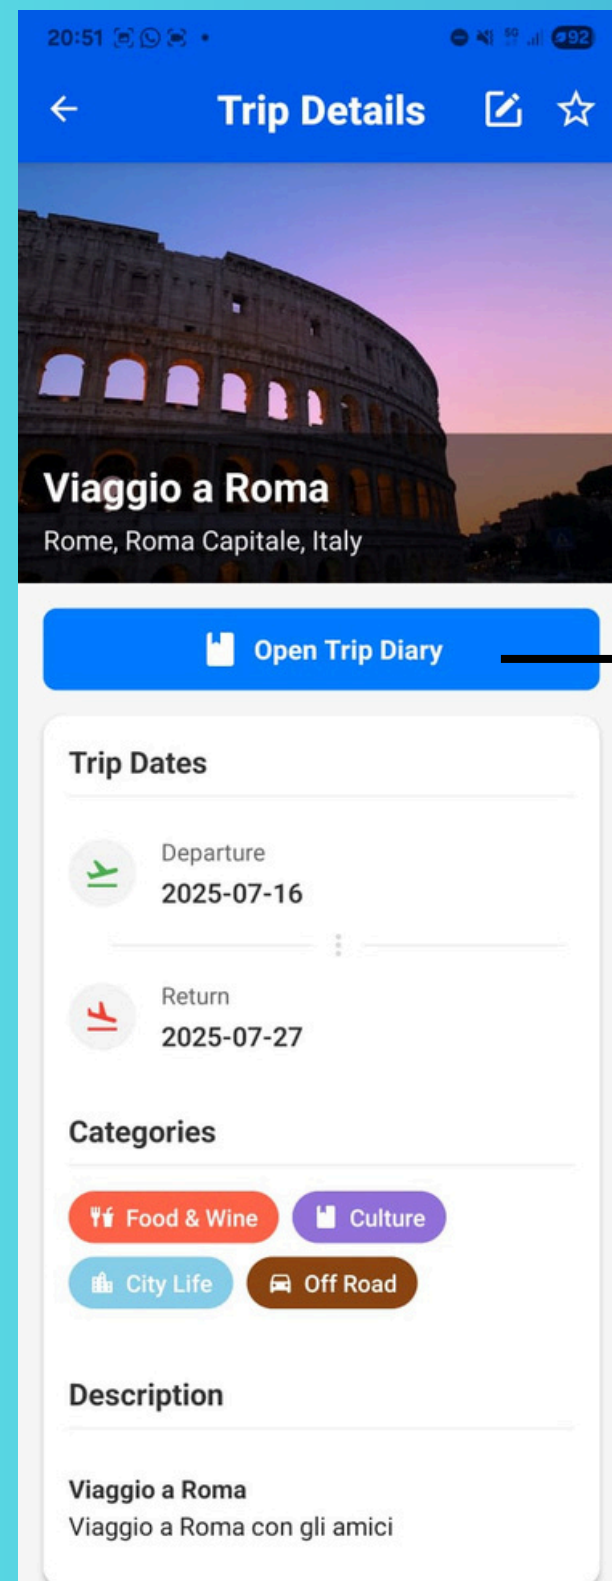 20:51
5G
92
Trip Details
Viaggio a Roma
Rome, Roma Capitale, Italy
Open Trip Diary
Trip Dates
Departure
2025-07-16
Return
2025-07-27
Categories
Food & Wine Culture
City Life Off Road
Description
Viaggio a Roma
Viaggio a Roma con gli amici